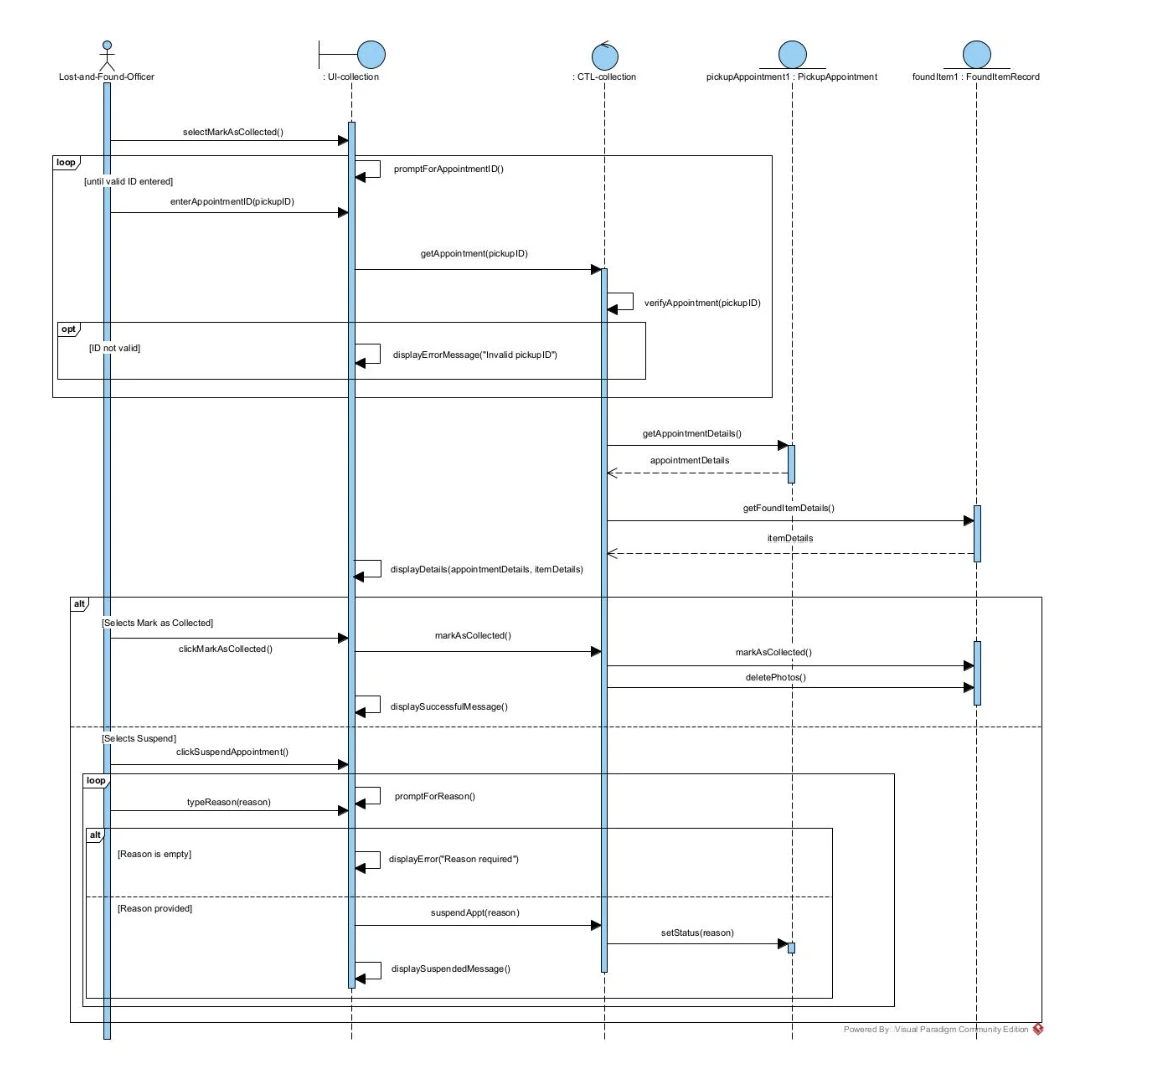 Lost-and-Found-Officer
: UI-collection
: CTL-collection
pickupAppointment1 : PickupAppointment
foundItem1 : FoundItemRecord
selectMarkAsCollected()
loop
promptForAppointmentID()
[until valid ID entered]
enterAppointmentID(pickupID)
getAppointment(pickupID)
verifyAppointment(pickupID)
opt
[ID not valid]
displayErrorMessage("Invalid pickupID")
getAppointmentDetails()
appointmentDetails
getFoundItemDetails()
itemDetails
displayDetails(appointmentDetails, itemDetails)
alt
[Selects Mark as Collected]
markAsCollected()
clickMarkAsCollected()
markAsCollected()
deletePhotos()
displaySuccessfulMessage()
[Selects Suspend]
clickSuspendAppointment()
loop
promptForReason()
typeReason(reason)
alt
[Reason is empty]
displayError("Reason required")
[Reason provided]
suspendAppt(reason)
setStatus(reason)
displaySuspendedMessage()
Powered By: Visual Paradigm Community Edition